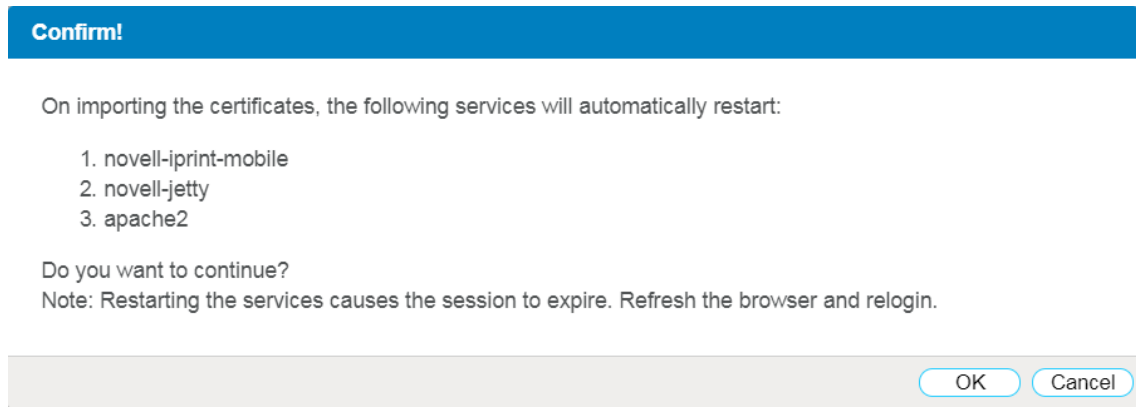 Confirm!
On importing the certificates, the following services will automatically restart:
1. novell-iprint-mobile
2. novell-jetty
3. apache2
Do you want to continue?
Note: Restarting the services causes the session to expire. Refresh the browser and relogin.
OK Cancel